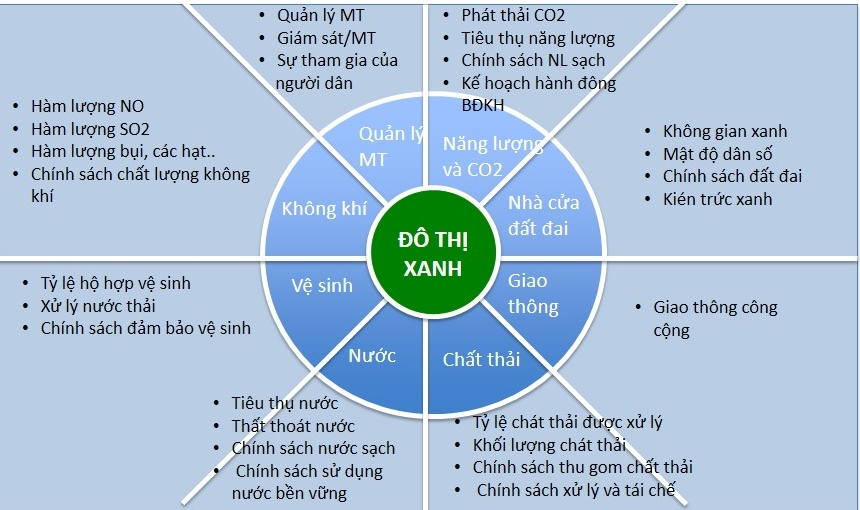 • Quản lý MT
• Giám sát/MT
• Sự tham gia của
người dân
• Phát thải CO2
• Tiêu thụ năng lượng
• Chính sách NL sạch
• Kế hoạch hành đông
BĐKH
• Hàm lượng NO
• Hàm lượng SO2
• Hàm lượng bụi, các hạt..
• Chính sách chất lượng không
khí
• Không gian xanh
• Mật độ dân số
• Chính sách đất đai
• Kién trúc xanh
Quản lý
MT
Năng lượng
và CO2
Không khí
Nhà cửa
đất đai
ĐÔ THỊ
XANH
Vệ sinh
Giao
thông
Nước
Chất thải
• Tỷ lệ hộ hợp vệ sinh
• Xử lý nước thải
• Chính sách đảm bảo vệ sinh
• Giao thông công
cộng
• Tiêu thụ nước
• Thất thoát nước
• Chính sách nước sạch
• Chính sách sử dụng
nước bền vững
• Tỷ lệ chát thải được xử lý
• Khối lượng chát thải
• Chính sách thu gom chất thải
• Chính sách xử lý và tái chế